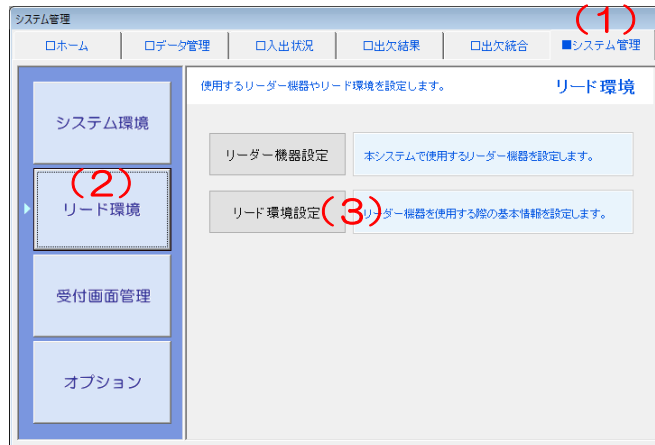 システム管理
(1)
□ホーム □データ管理 □入出状況 □出欠結果 □出欠統合 ■システム管理
使用するリーダー機器やリード環境を設定します。 リード環境
システム環境
リーダー機器設定 本システムで使用するリーダー機器を設定します。
(2)
リード環境
リード環境設定 (3) リーダー機器を使用する際の基本情報を設定します。
受付画面管理
オプション